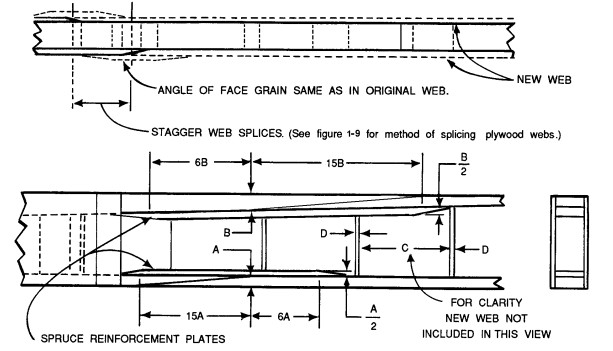 NEW WEB
ANGLE OF FACE GRAIN SAME AS IN ORIGINAL WEB.
STAGGER WEB SPLICES. (See figure 1-9 for method of splicing plywood webs.)
6B
15B
B
2
B
D
A
C
D
A
2
15A
6A
FOR CLARITY
NEW WEB NOT
INCLUDED IN THIS VIEW
SPRUCE REINFORCEMENT PLATES